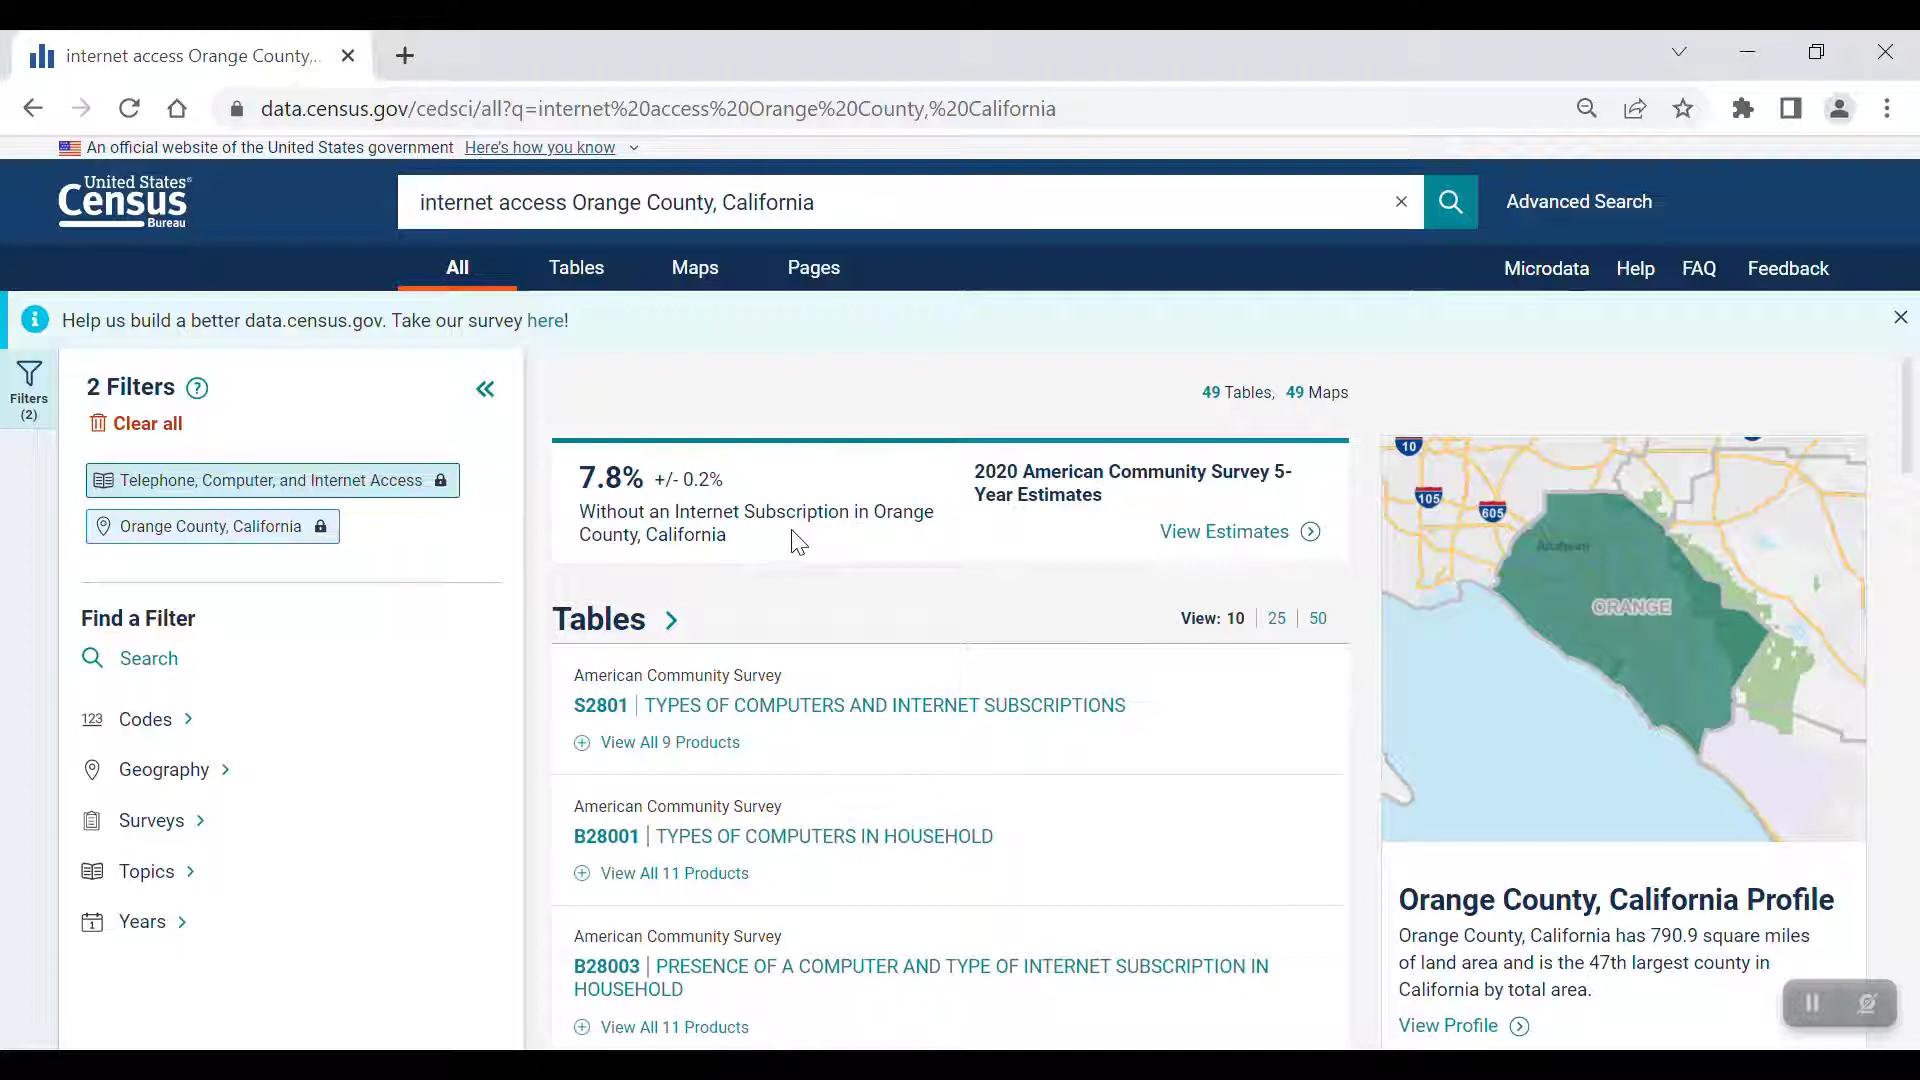 internet access Orange County,..
data.census.gov/cedsci/all?q=internet%20access%20Orange%20County,%20California
An official website of the United States government Here's how you know
United States®
Census
Bureau
internet access Orange County, California
Advanced Search
All Tables Maps Pages
Microdata Help FAQ Feedback
Help us build a better data.census.gov. Take our survey here!
Filters
(2)
2 Filters
Clear all
Telephone, Computer, and Internet Access
Orange County, California
Find a Filter
Search
123 Codes
Geography
Surveys
Topics
Years
49 Tables, 49 Maps
7.8% +/- 0.2%
Without an Internet Subscription in Orange
County, California
2020 American Community Survey 5-
Year Estimates
View Estimates
Tables
View: 10 25 50
American Community Survey
S2801 | TYPES OF COMPUTERS AND INTERNET SUBSCRIPTIONS
View All 9 Products
American Community Survey
B28001 | TYPES OF COMPUTERS IN HOUSEHOLD
View All 11 Products
American Community Survey
B28003 | PRESENCE OF A COMPUTER AND TYPE OF INTERNET SUBSCRIPTION IN
HOUSEHOLD
View All 11 Products
10
105
605
Anaheim
ORANGE
Orange County, California Profile
Orange County, California has 790.9 square miles
of land area and is the 47th largest county in
California by total area.
View Profile